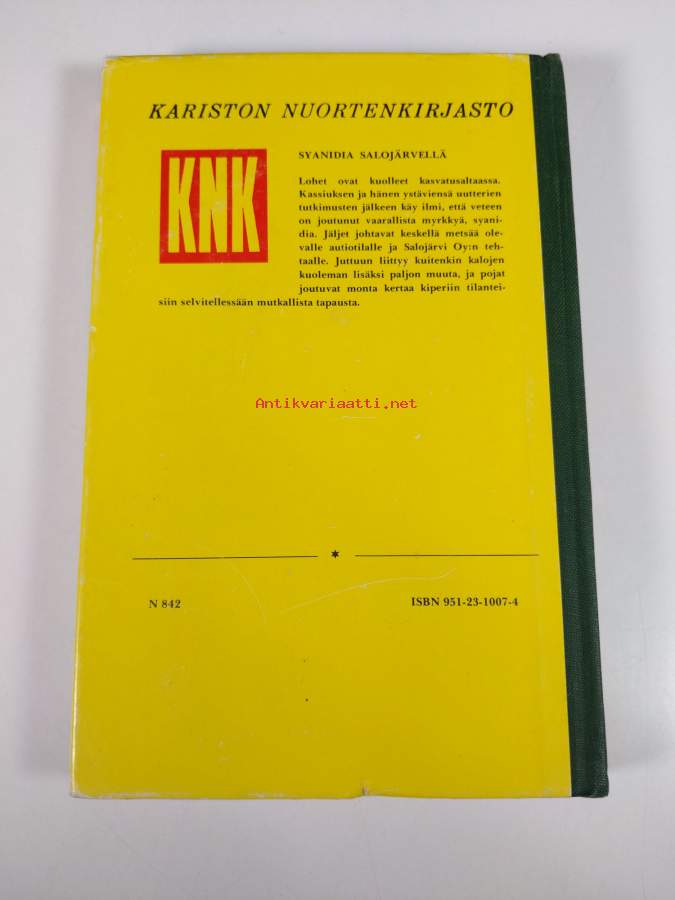 KARISTON NUORTENKIRJASTO
KNK
SYANIDIA SALOJÄRVELLÄ
Lohet ovat kuolleet kasvatusaltaassa.
Kassiuksen ja hänen ystäviensä uutterien
tutkimusten jälkeen käy ilmi, että veteen
on joutunut vaarallista myrkkyä, syani-
dia. Jäljet johtavat keskellä metsää ole-
valle autiotilalle ja Salojärvi Oy:n teh-
taalle. Juttuun liittyy kuitenkin kalojen
kuoleman lisäksi paljon muuta, ja pojat
joutuvat monta kertaa kiperiin tilantei-
siin selvitellessään mutkallista tapausta.
Antikvariaatti.net
N 842
ISBN 951-23-1007-4